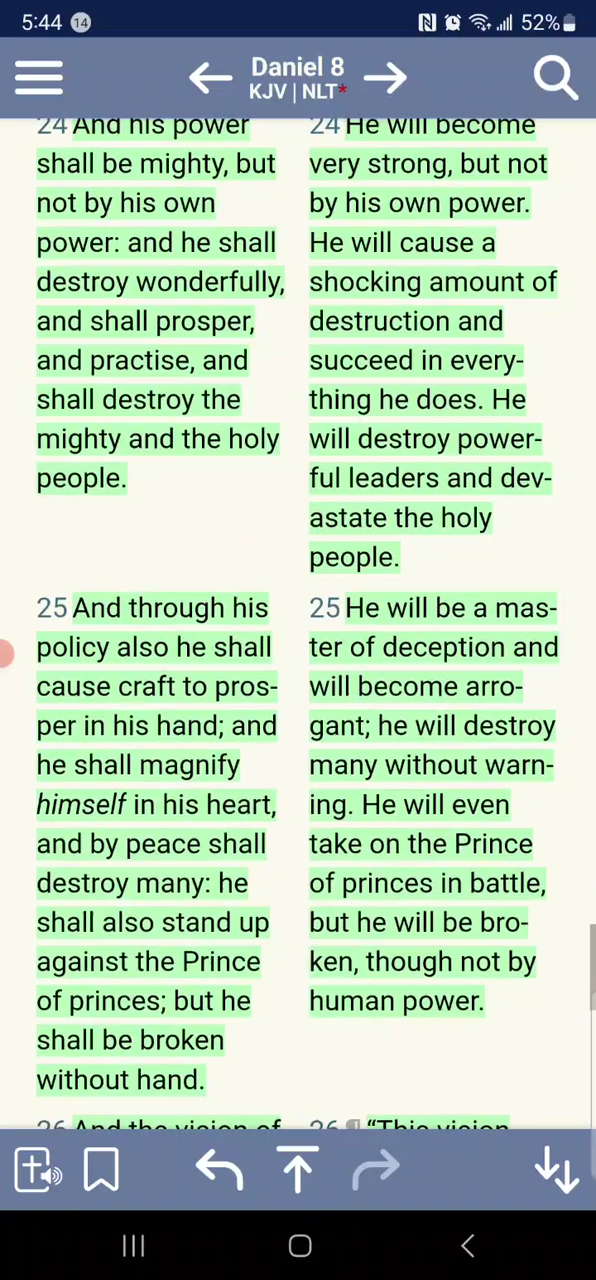 5:44 14 52%
Daniel 8
KJV | NLT*
24 And his power
shall be mighty, but
not by his own
power: and he shall
destroy wonderfully,
and shall prosper,
and practise, and
shall destroy the
mighty and the holy
people.
24 He will become
very strong, but not
by his own power.
He will cause a
shocking amount of
destruction and
succeed in every-
thing he does. He
will destroy power-
ful leaders and dev-
astate the holy
people.
25 And through his
policy also he shall
cause craft to pros-
per in his hand; and
he shall magnify
himself in his heart,
and by peace shall
destroy many: he
shall also stand up
against the Prince
of princes; but he
shall be broken
without hand.
25 He will be a mas-
ter of deception and
will become arro-
gant; he will destroy
many without warn-
ing. He will even
take on the Prince
of princes in battle,
but he will be bro-
ken, though not by
human power.
26 And the vision of
26 ¶ “This vision